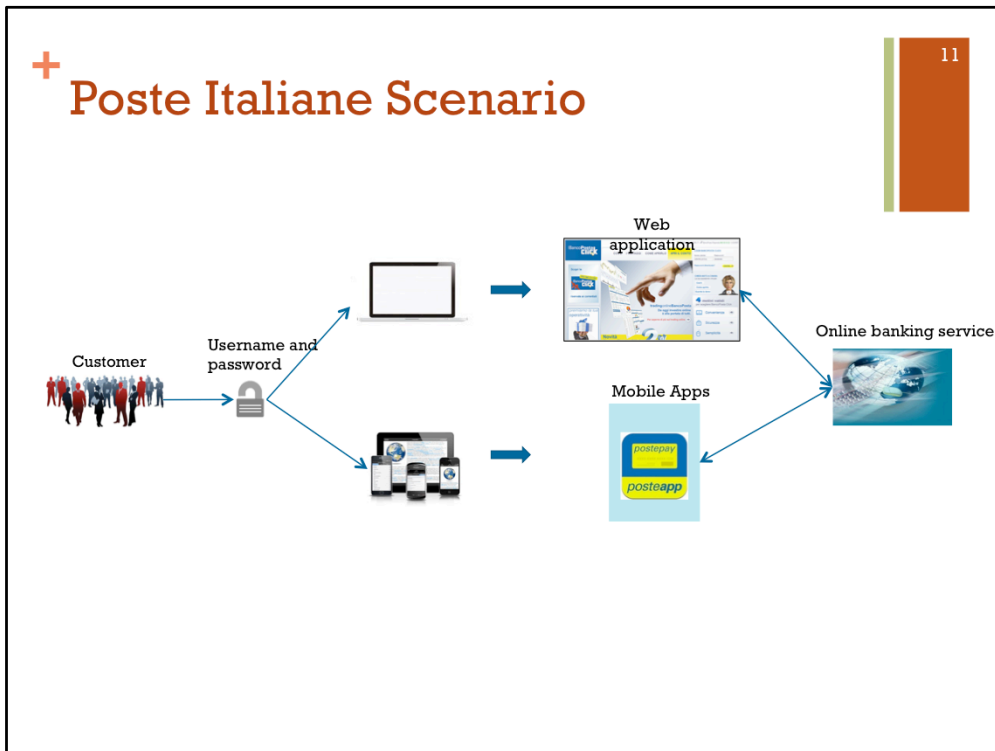 +
11
Poste Italiane Scenario
Web
application
Username and
password
Customer
Online banking service
Mobile Apps
postepay
posteapp